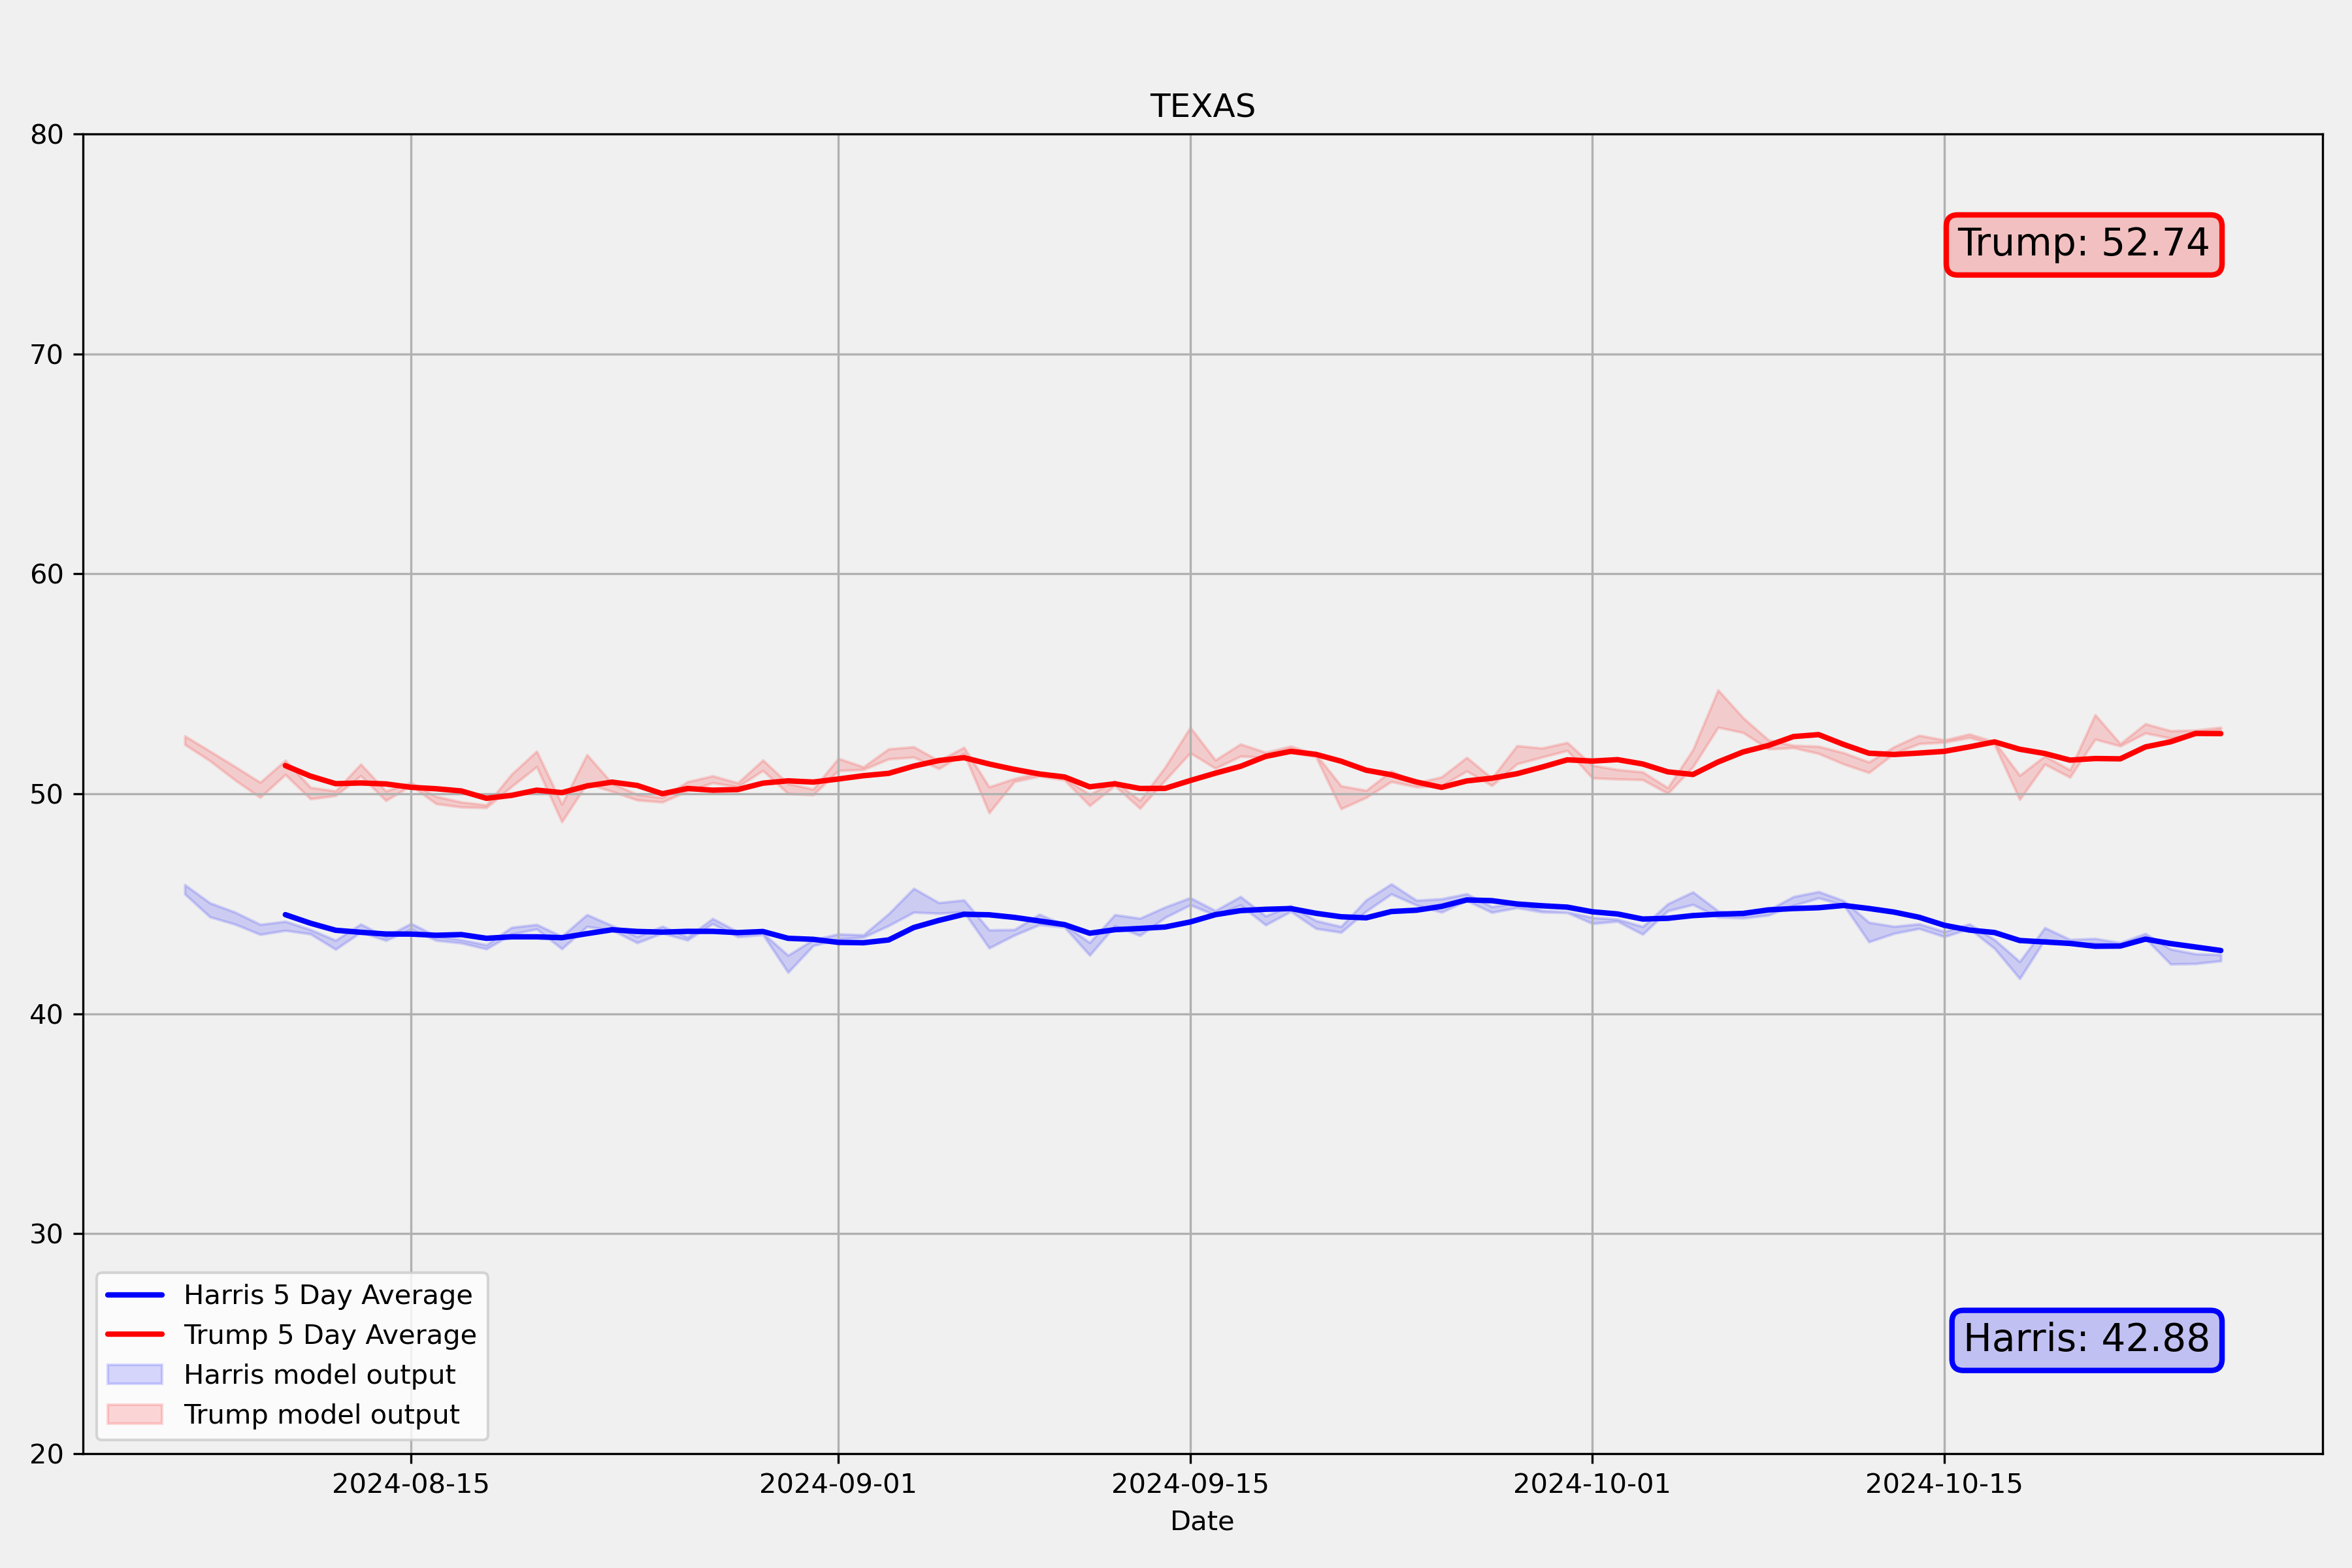 TEXAS
80
70
60
50
40
30
20
Trump: 52.74
Harris: 42.88
Harris 5 Day Average
Trump 5 Day Average
Harris model output
Trump model output
2024-08-15
2024-09-01
2024-09-15
2024-10-01
2024-10-15
Date